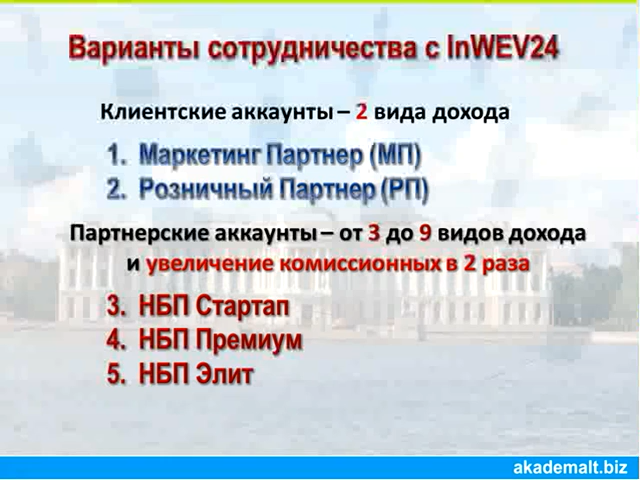 Варианты сотрудничества с InWEV24
Клиентские аккаунты – 2 вида дохода
1. Маркетинг Партнер (МП)
2. Розничный Партнер (РП)
Партнерские аккаунты – от 3 до 9 видов дохода
и увеличение комиссионных в 2 раза
3. НБП Стартап
4. НБП Премиум
5. НБП Элит
akademalt.biz